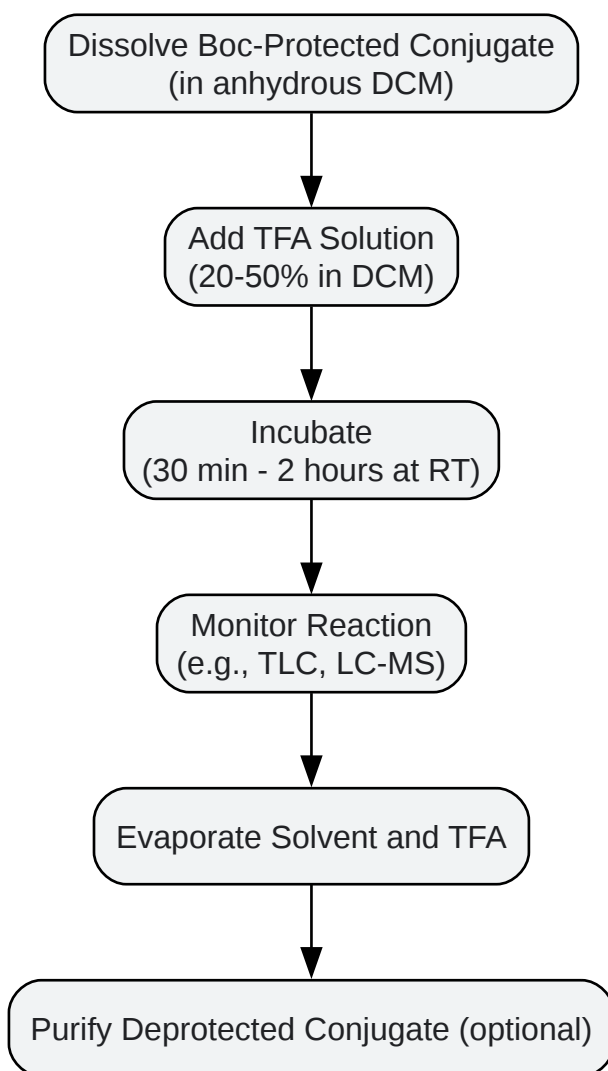 Dissolve Boc-Protected Conjugate
(in anhydrous DCM)
Add TFA Solution
(20-50% in DCM)
Incubate
(30 min - 2 hours at RT)
Monitor Reaction
(e.g., TLC, LC-MS)
Evaporate Solvent and TFA
Purify Deprotected Conjugate (optional)